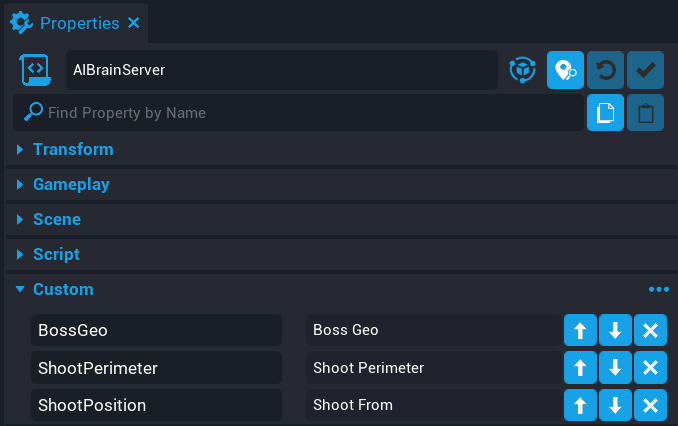 Properties
AIBrainServer
Find Property by Name
Transform
Gameplay
Scene
Script
Custom
BossGeo Boss Geo
ShootPerimeter Shoot Perimeter
ShootPosition Shoot From